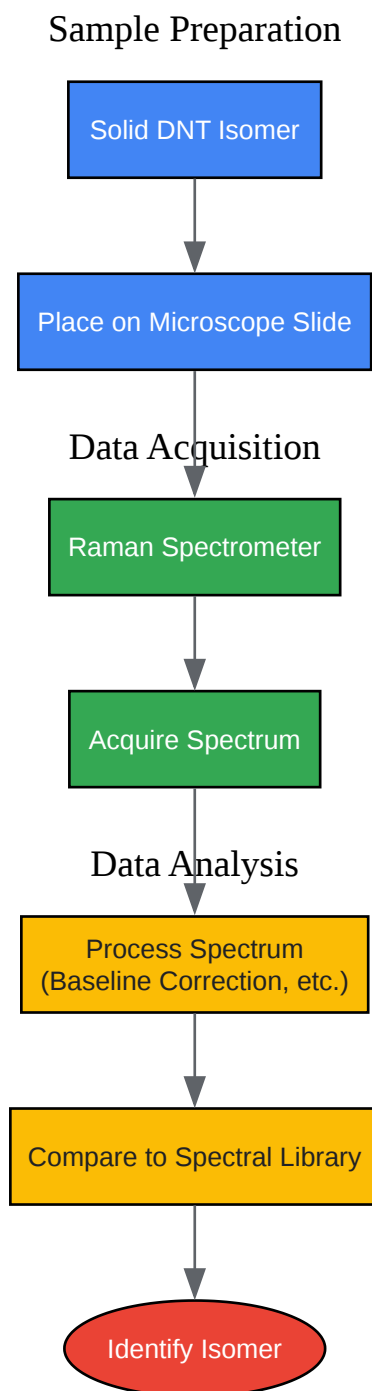 Sample Preparation
Solid DNT Isomer
Place on Microscope Slide
Data Acquisition
Raman Spectrometer
Acquire Spectrum
Data Analysis
Process Spectrum
(Baseline Correction, etc.)
Compare to Spectral Library
Identify Isomer